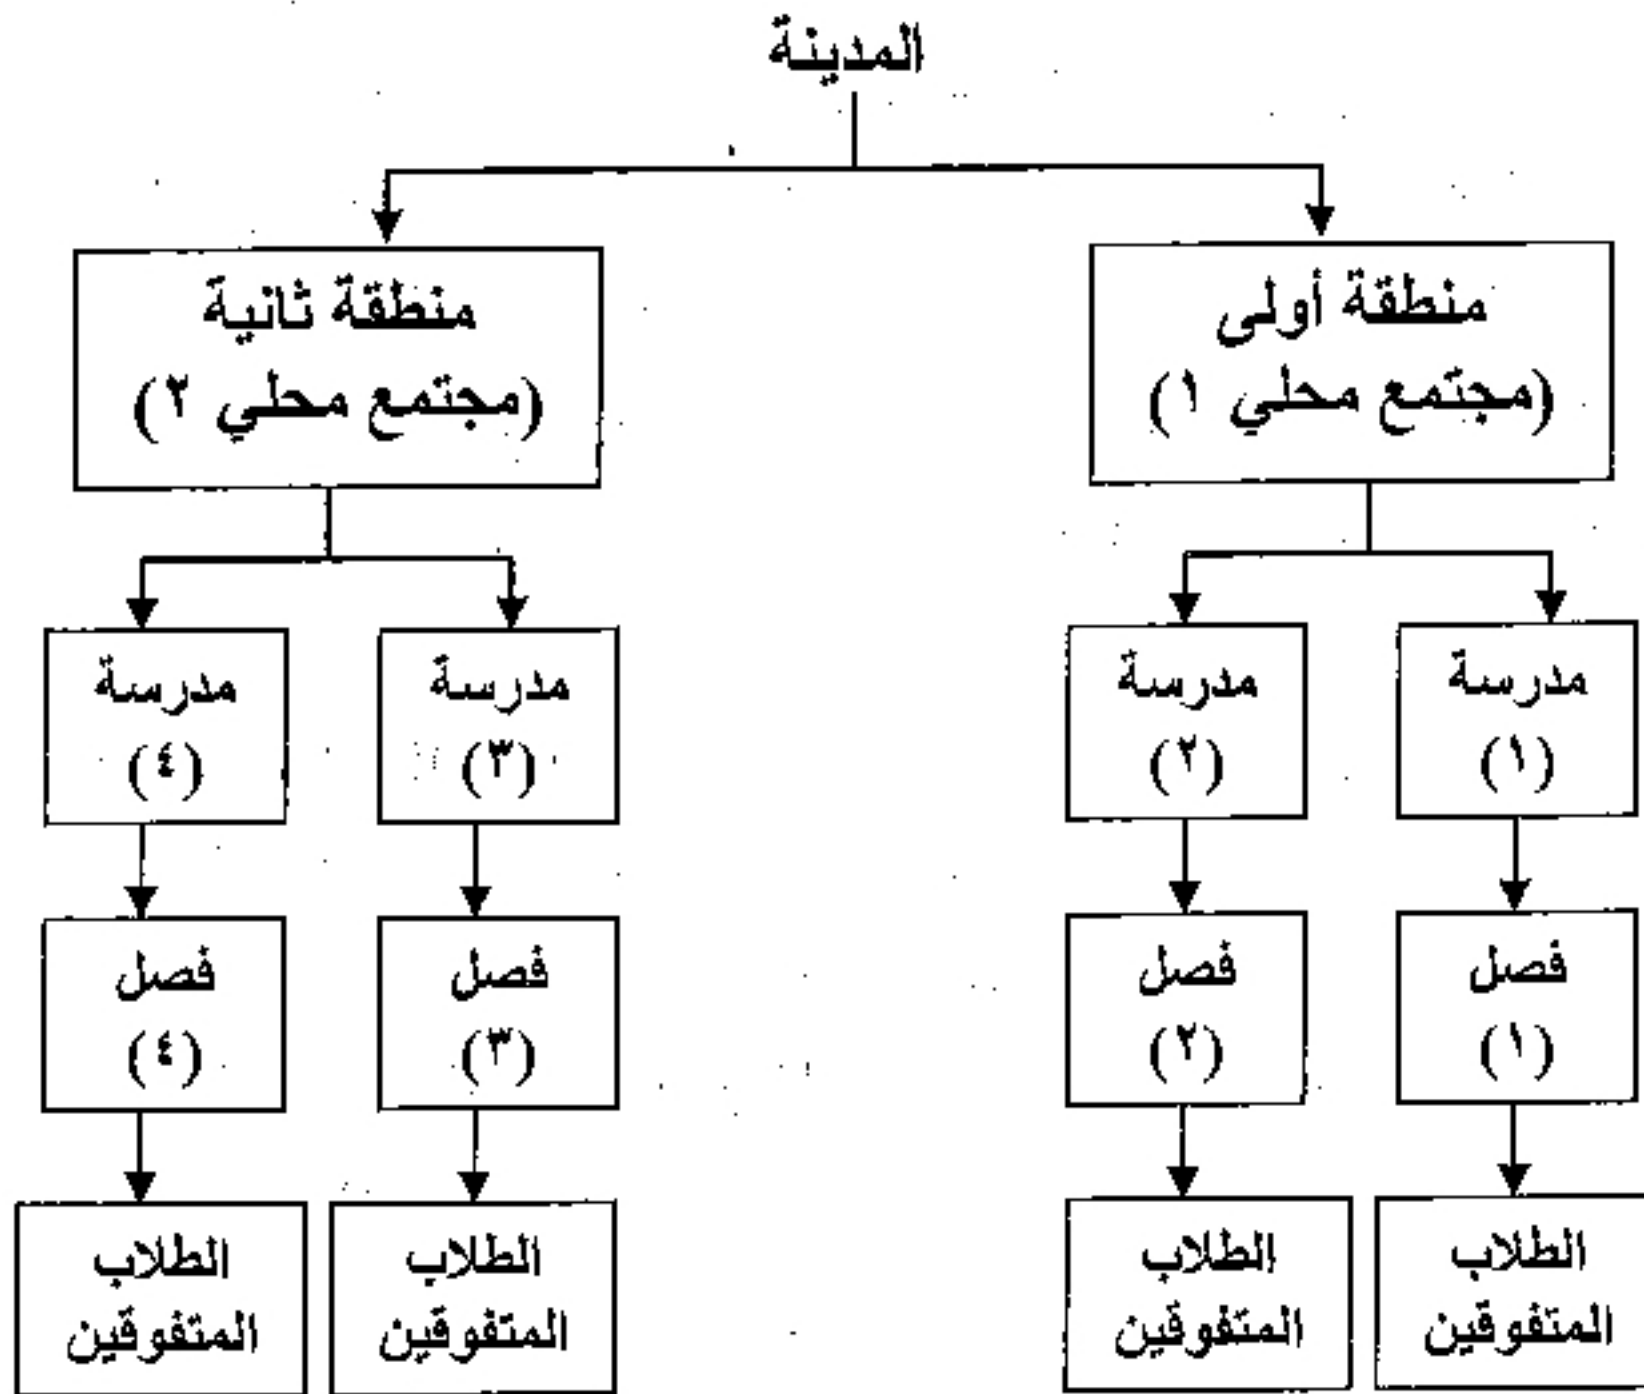 المدينة
منطقة أولى
(مجتمع محلي ١)
منطقة ثانية
(مجتمع محلي ٢)
مدرسة
(١)
مدرسة
(٢)
مدرسة
(٣)
مدرسة
(٤)
فصل
(١)
فصل
(٢)
فصل
(٣)
فصل
(٤)
الطلاب
المتفوقين
الطلاب
المتفوقين
الطلاب
المتفوقين
الطلاب
المتفوقين